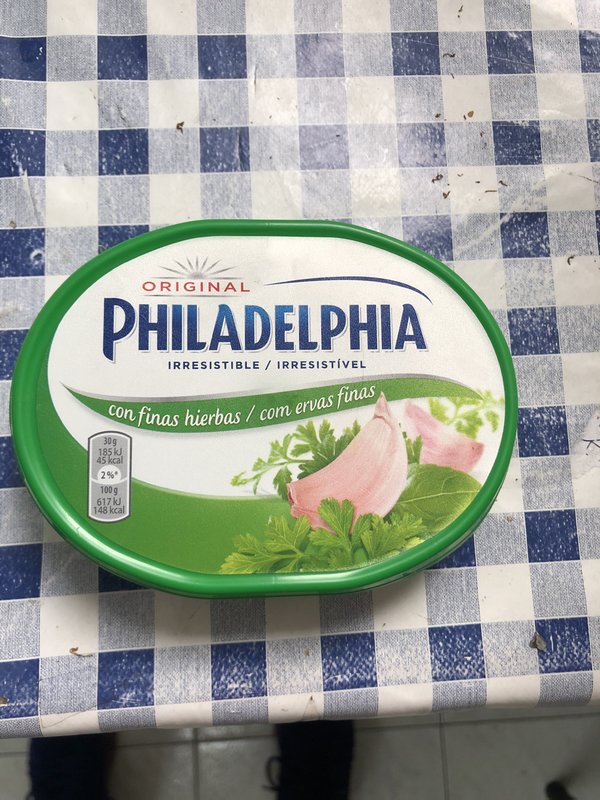 ORIGINAL
PHILADELPHIA
IRRESISTIBLE / IRRESISTÍVEL
con finas hierbas / com ervas finas
30g
185 kJ
45 kcal
2%*
100g
617 kJ
148 kcal